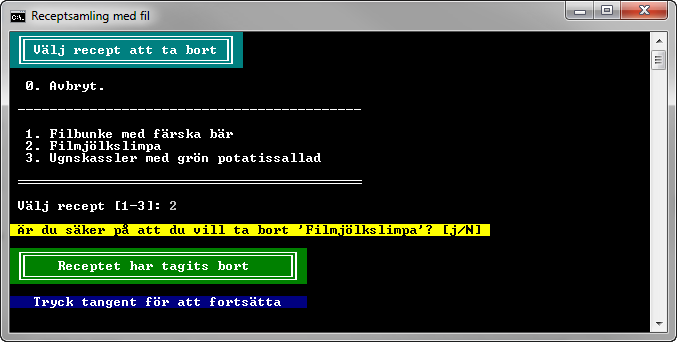 Receptsamling med fil
Välj recept att ta bort
0. Avbryt.
1. Filbunke med färska bär
2. Filmjölkslimpa
3. Ugnskassler med grön potatissallad
Välj recept [1-3]: 2
är du säker på att du vill ta bort 'Filmjölkslimpa'? [j/N]
Receptet har tagits bort
Tryck tangent för att fortsätta